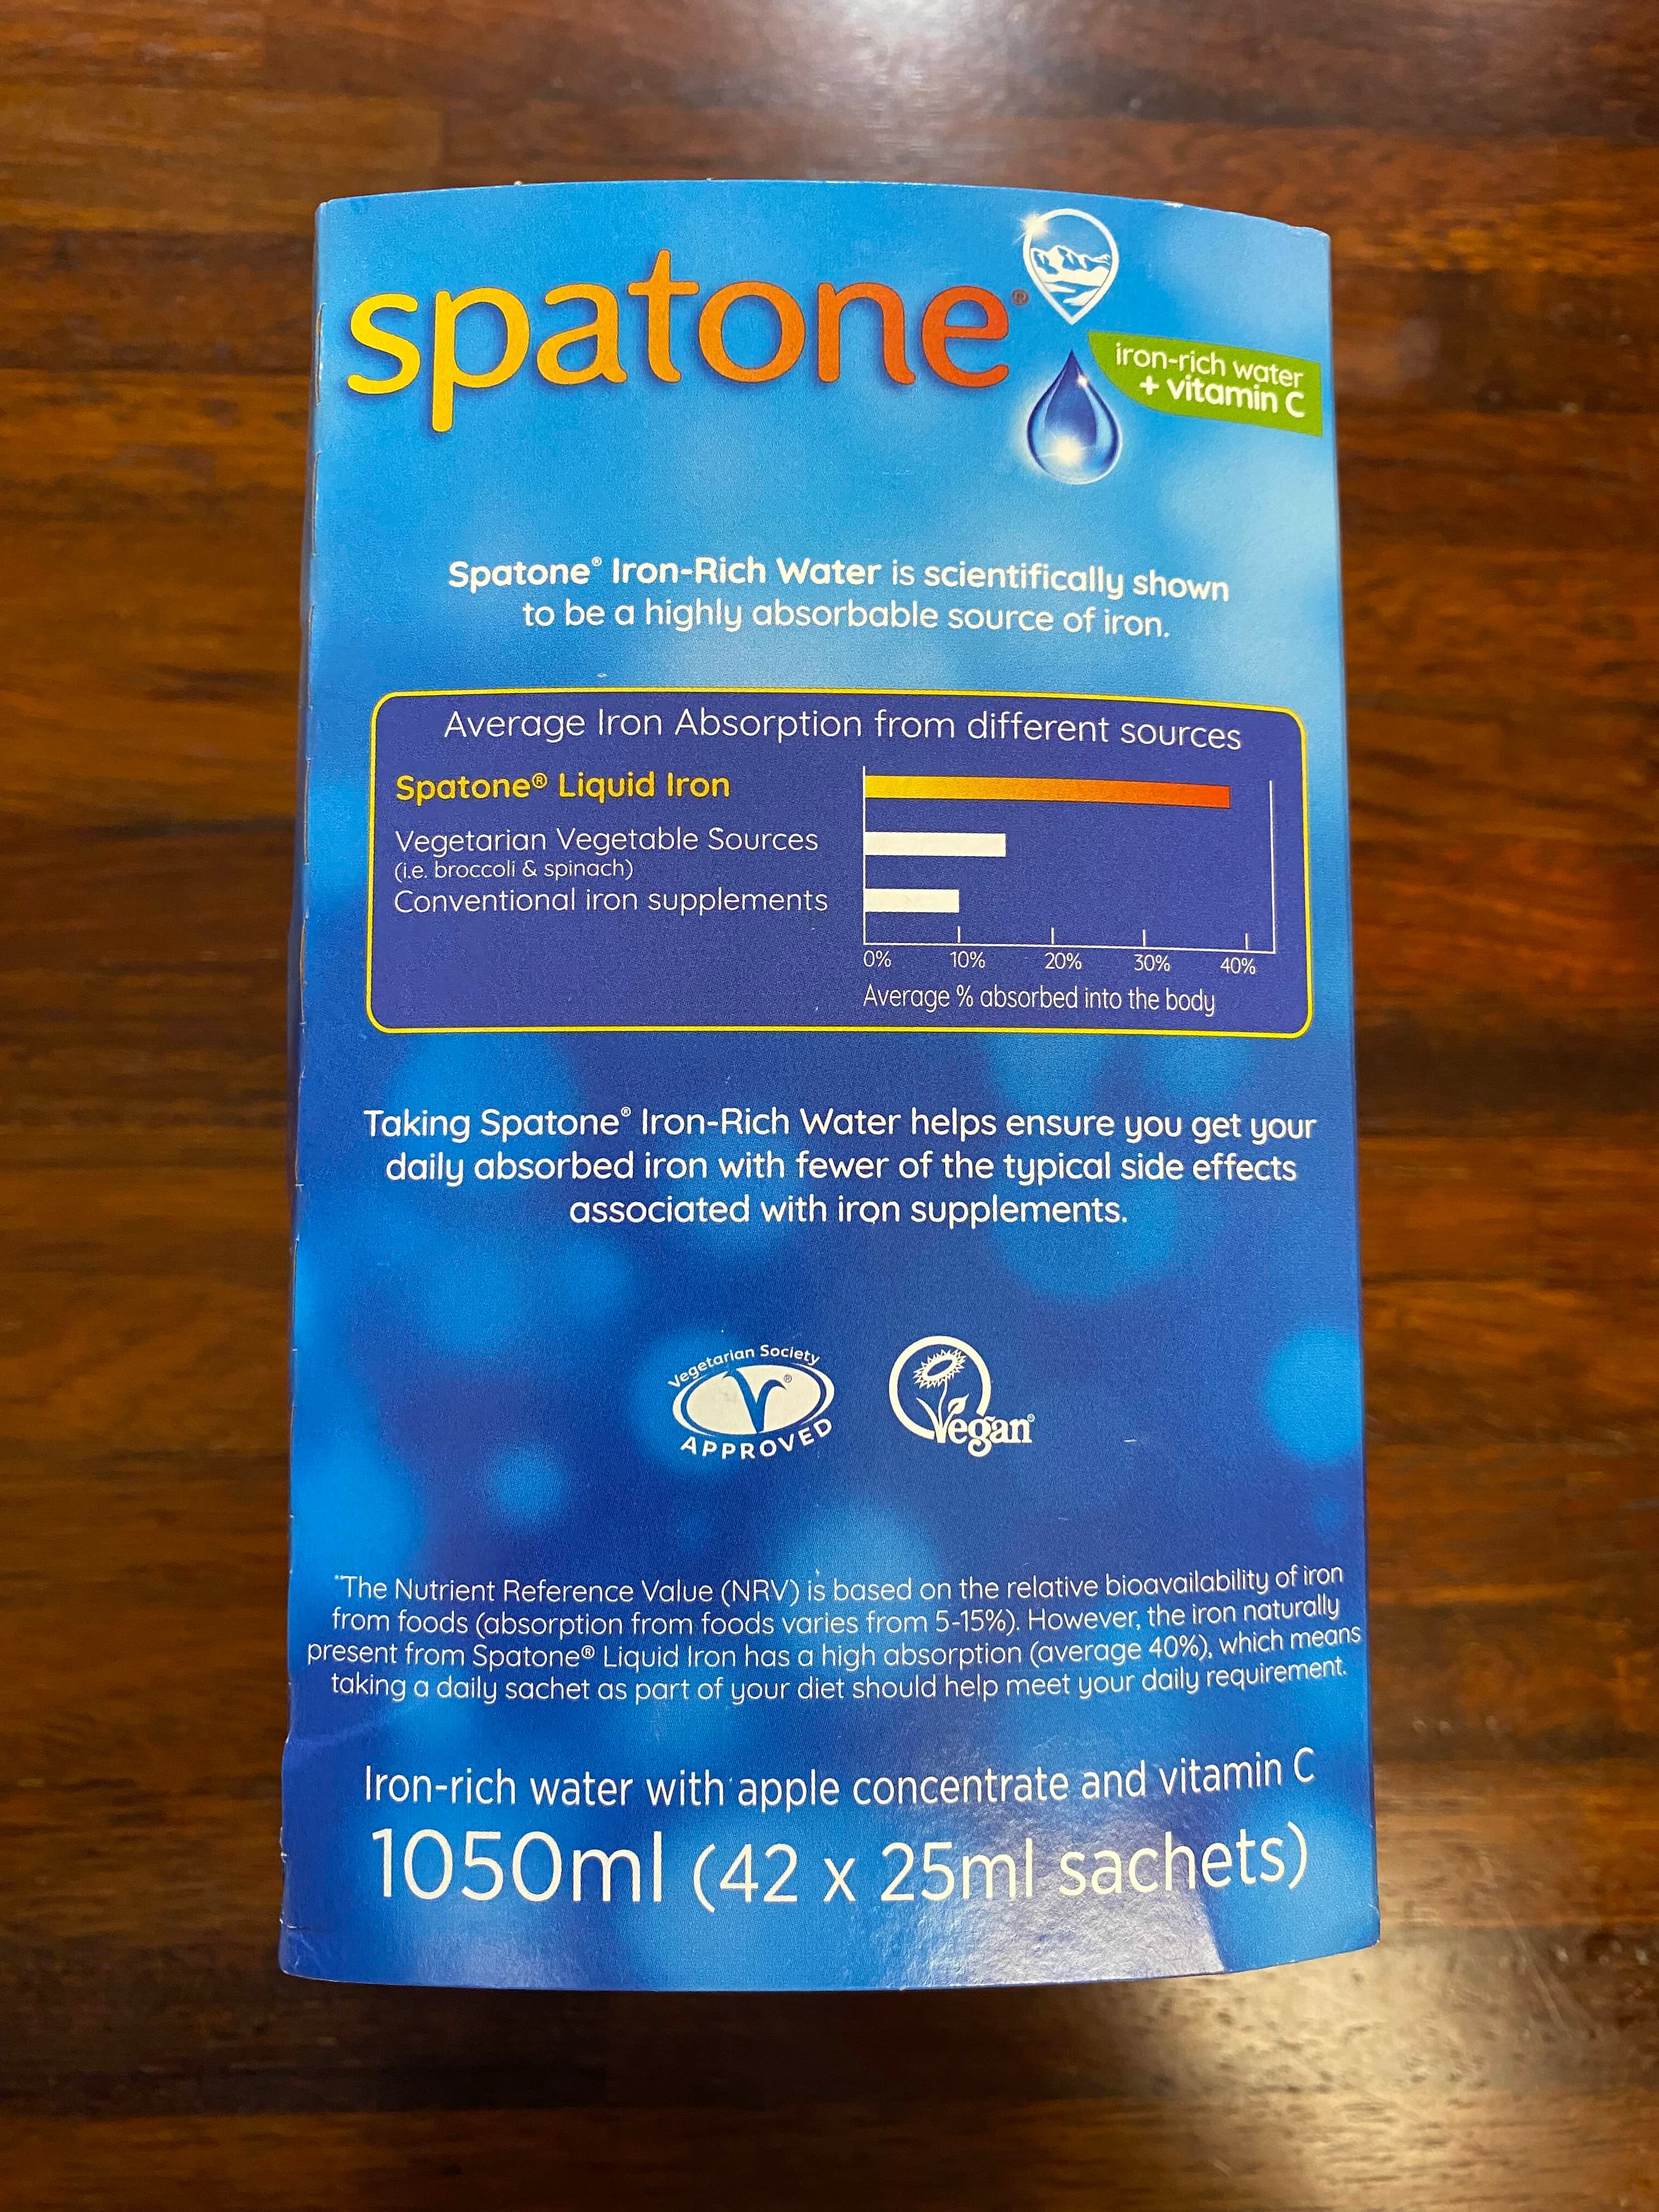 spatone®
iron-rich water
+ vitamin C
Spatone® Iron-Rich Water is scientifically shown
to be a highly absorbable source of iron.
Average Iron Absorption from different sources
Spatone® Liquid Iron
Vegetarian Vegetable Sources
(i.e. broccoli & spinach)
Conventional iron supplements
0% 10% 20% 30% 40%
Average % absorbed into the body
Taking Spatone® Iron-Rich Water helps ensure you get your
daily absorbed iron with fewer of the typical side effects
associated with iron supplements.
Vegetarian Society
V®
APPROVED
Vegan®
**The Nutrient Reference Value (NRV) is based on the relative bioavailability of iron
from foods (absorption from foods varies from 5-15%). However, the iron naturally
present from Spatone® Liquid Iron has a high absorption (average 40%), which means
taking a daily sachet as part of your diet should help meet your daily requirement.
Iron-rich water with apple concentrate and vitamin C
1050ml (42 x 25ml sachets)